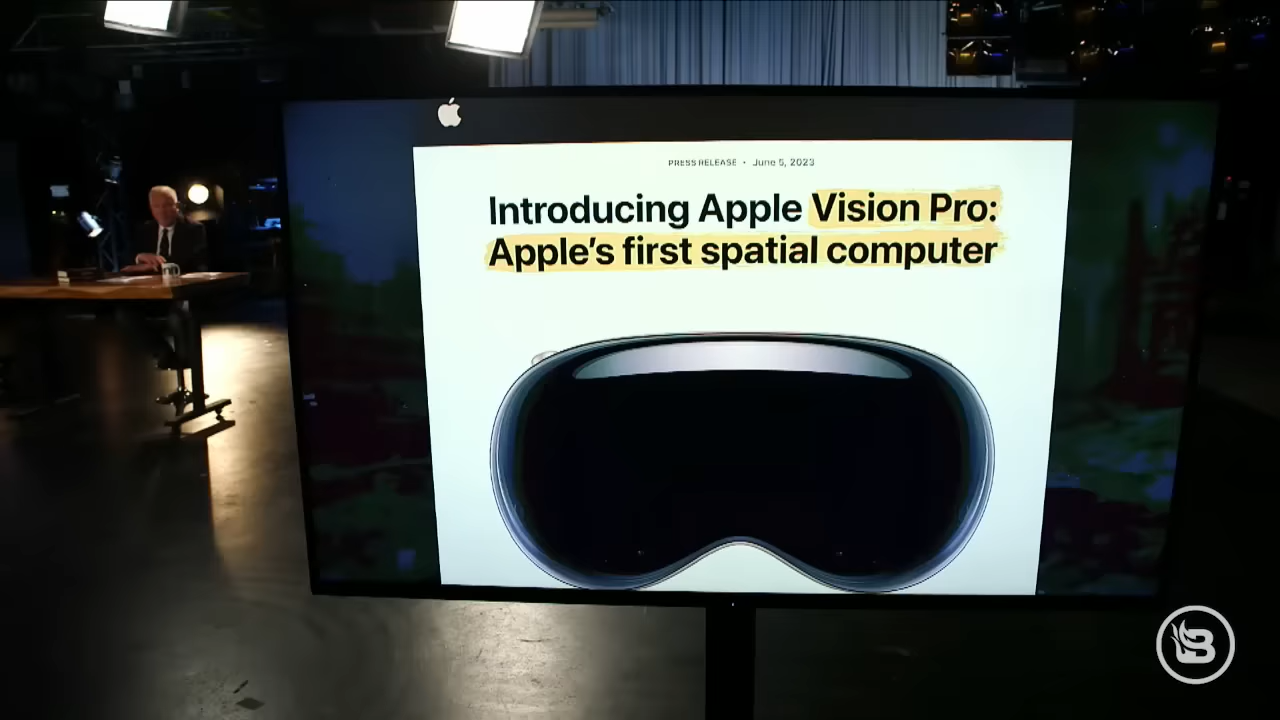 PRESS RELEASE • June 5, 2023
Introducing Apple Vision Pro:
Apple's first spatial computer
B